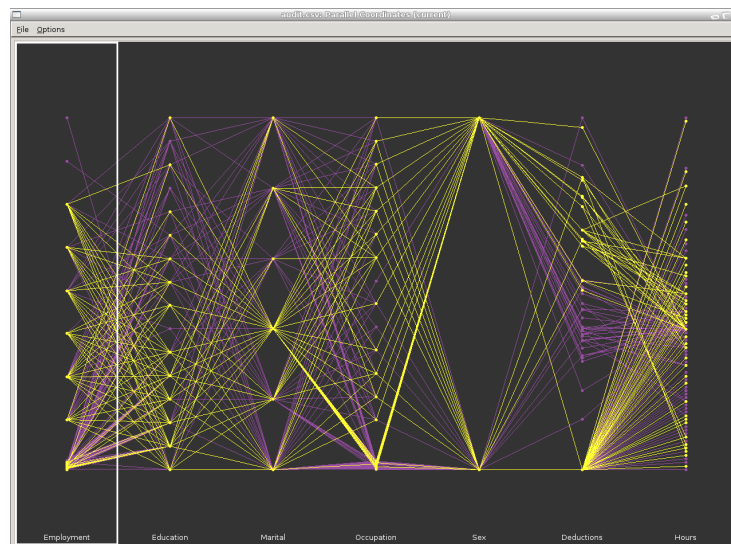 audit.csv: Parallel Coordinates (current)
File Options
Employment Education Marital Occupation Sex Deductions Hours